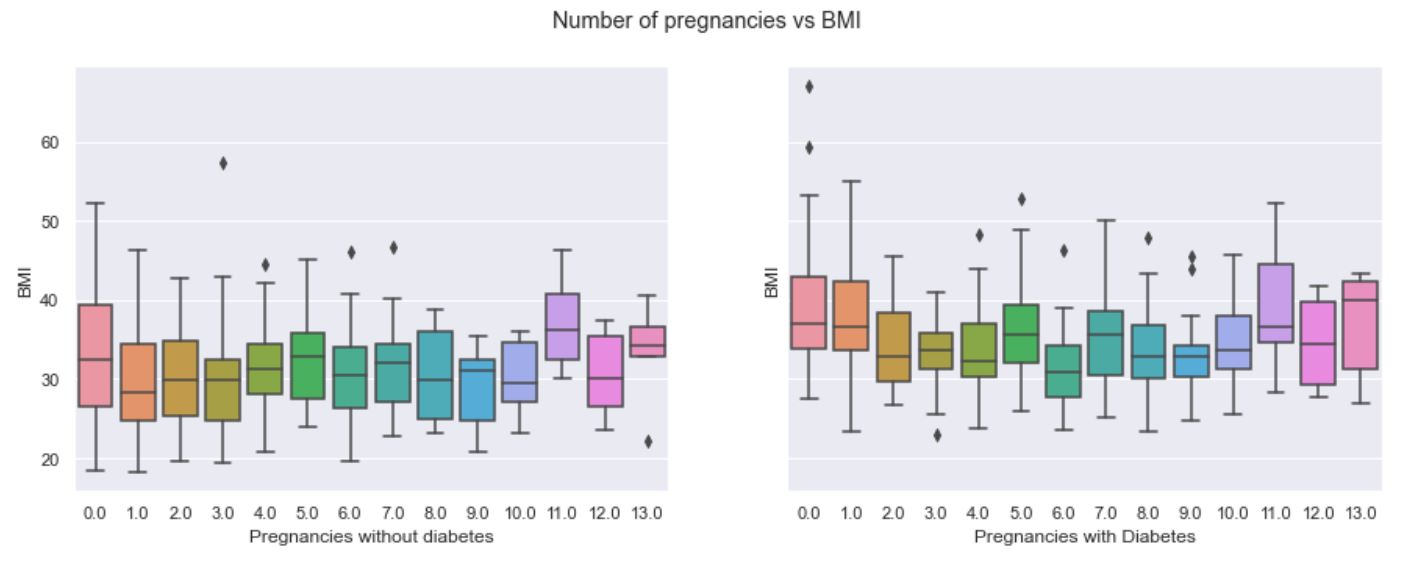 Number of pregnancies vs BMI
BMI
60
50
40
30
20
0.0 1.0 2.0 3.0 4.0 5.0 6.0 7.0 8.0 9.0 10.0 11.0 12.0 13.0
Pregnancies without diabetes
BMI
0.0 1.0 2.0 3.0 4.0 5.0 6.0 7.0 8.0 9.0 10.0 11.0 12.0 13.0
Pregnancies with Diabetes